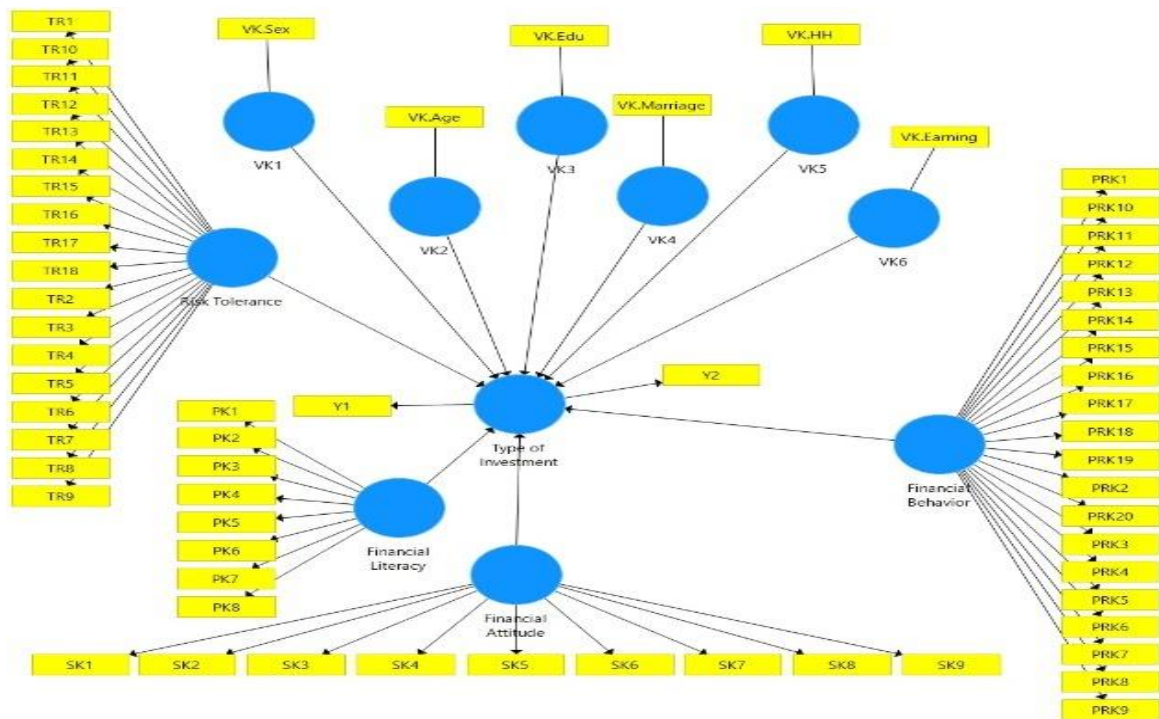 TR1
TR10
TR11
TR12
TR13
TR14
TR15
TR16
TR17
TR18
TR2
TR3
TR4
TR5
TR6
TR7
TR8
TR9
Risk Tolerance
VK.Sex
VK1
VK.Age
VK2
VK.Edu
VK3
VK.Marriage
VK4
VK.HH
VK5
VK.Earning
VK6
Y1
Y2
Type of
Investment
PK1
PK2
PK3
PK4
PK5
PK6
PK7
PK8
Financial
Literacy
Financial
Attitude
SK1
SK2
SK3
SK4
SK5
SK6
SK7
SK8
SK9
Financial
Behavior
PRK1
PRK10
PRK11
PRK12
PRK13
PRK14
PRK15
PRK16
PRK17
PRK18
PRK19
PRK2
PRK20
PRK3
PRK4
PRK5
PRK6
PRK7
PRK8
PRK9